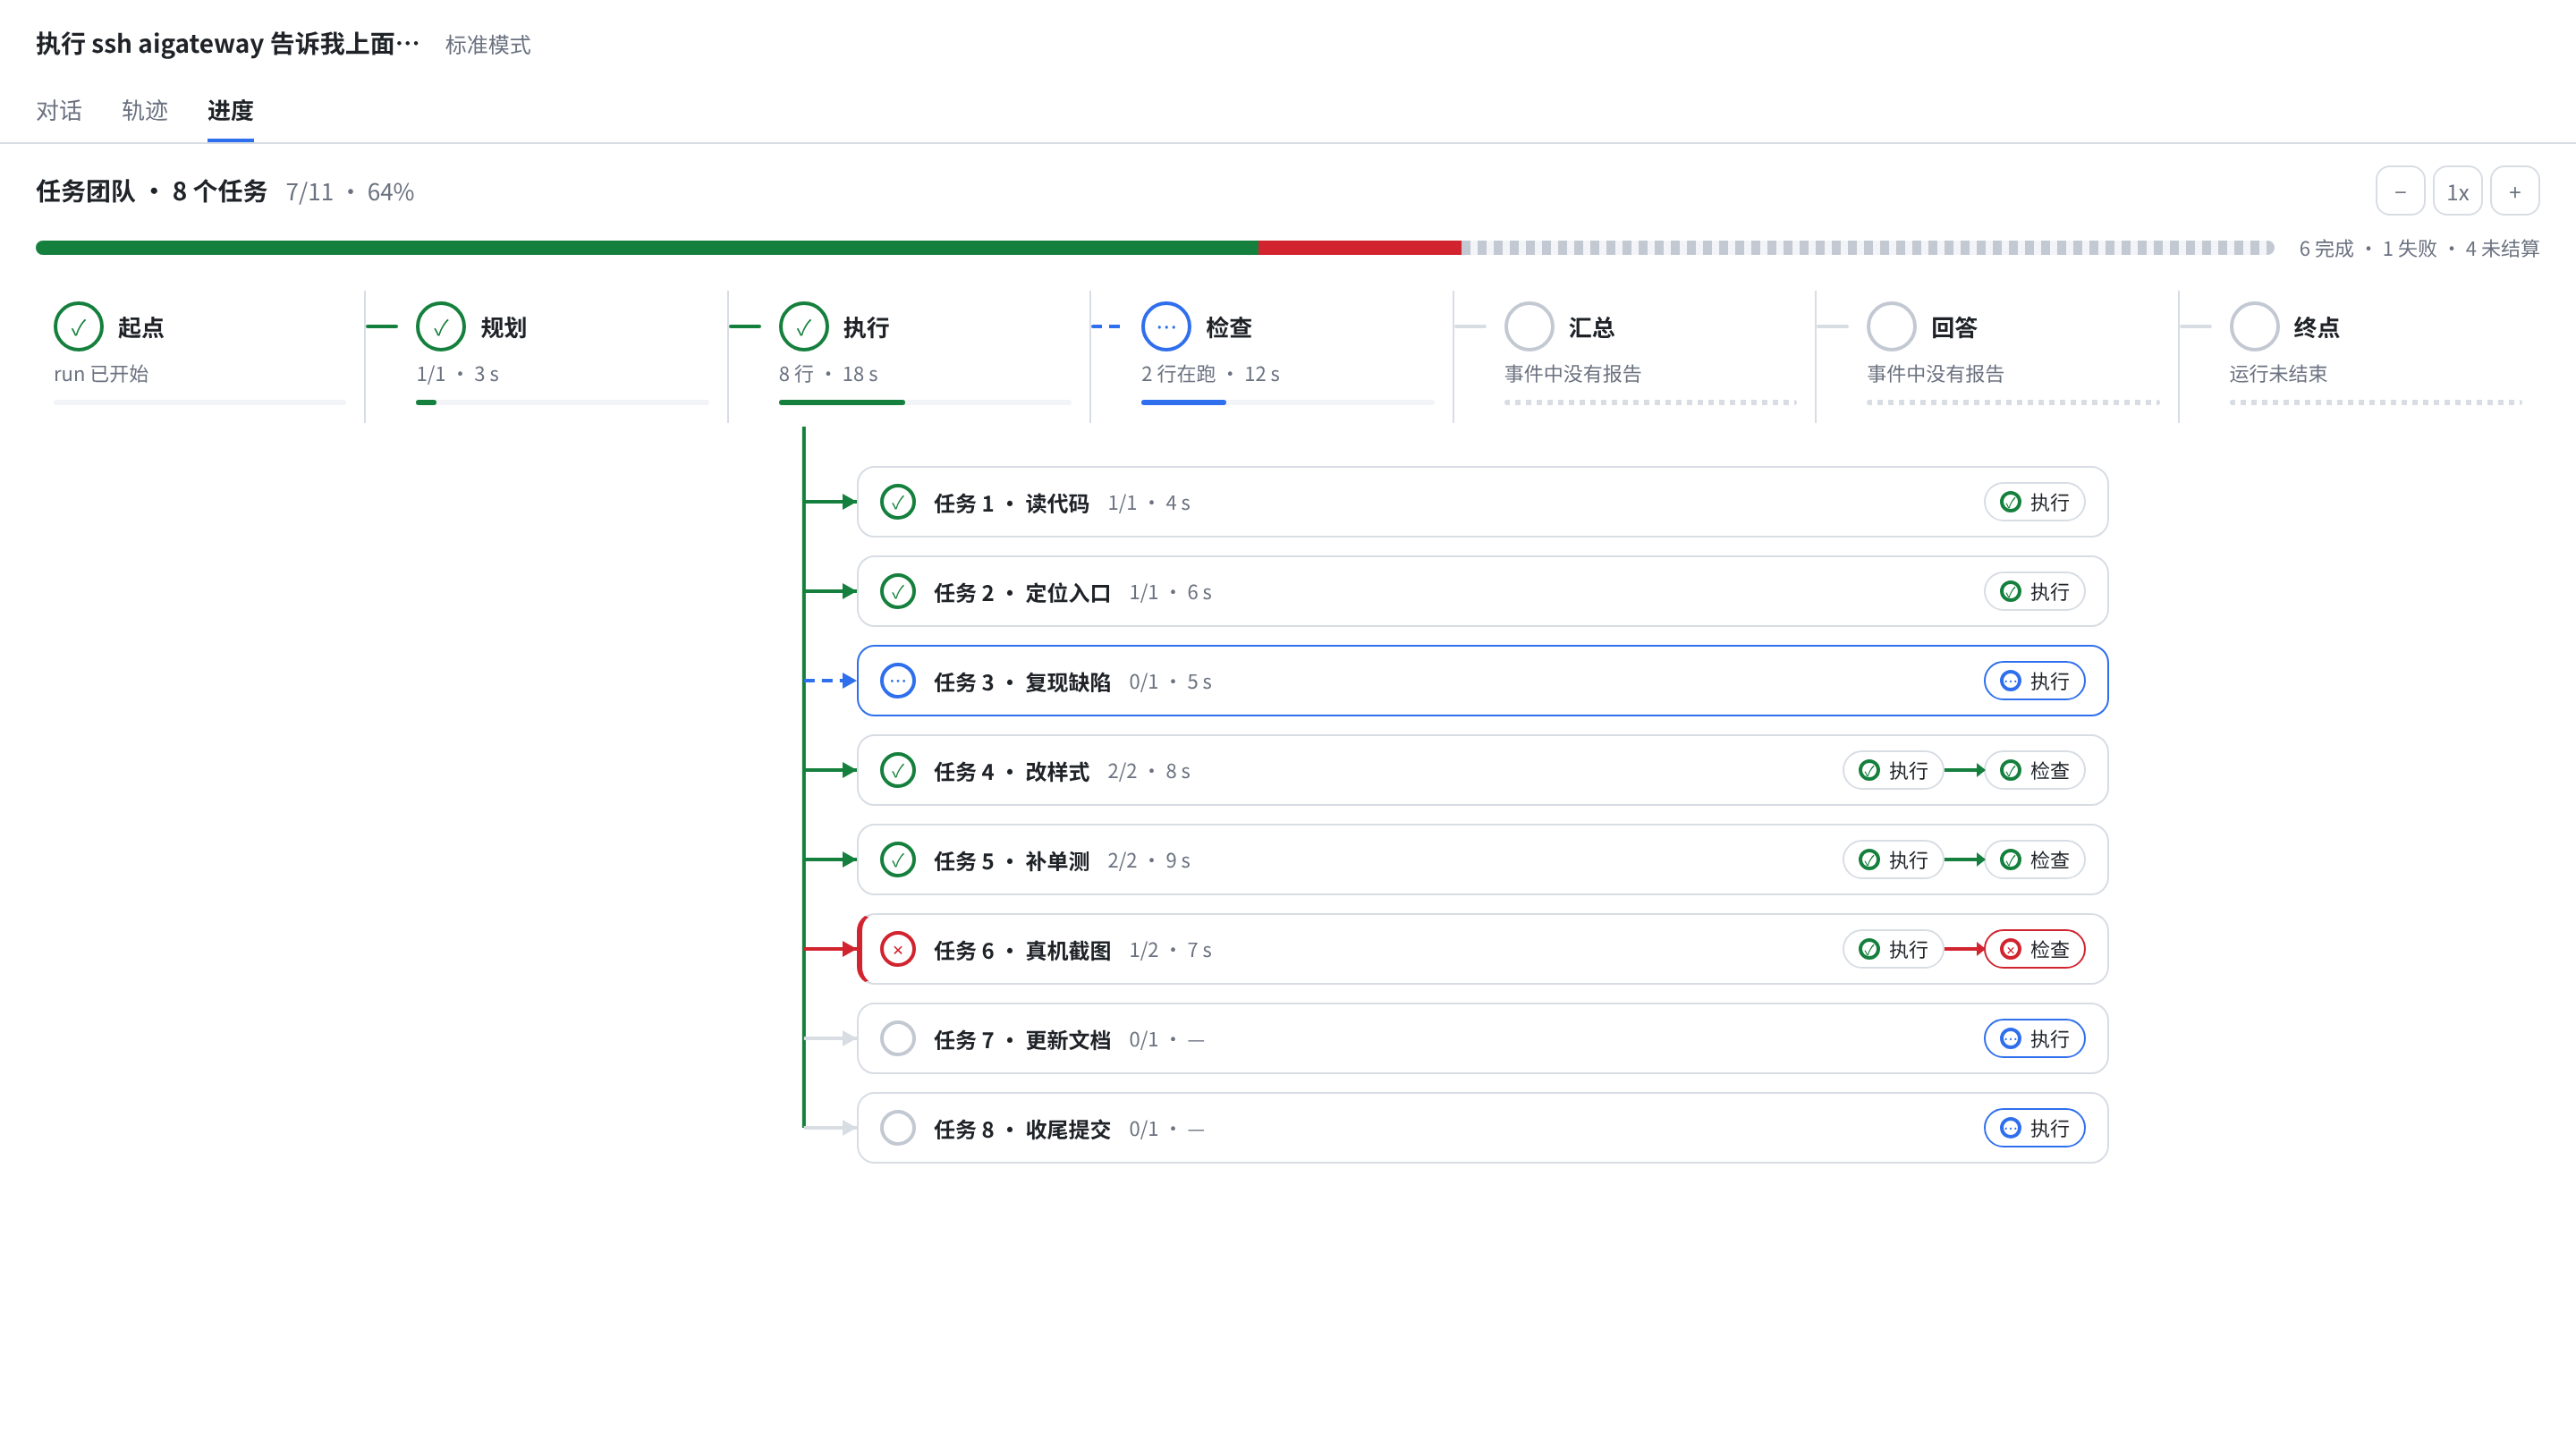 执行 ssh aigateway 告诉我上面… 标准模式
对话 轨迹 进度
任务团队 · 8 个任务 7/11 · 64% − 1x +
6 完成 · 1 失败 · 4 未结算
✓ 起点 ✓ 规划 ✓ 执行 … 检查 汇总 回答 终点
run 已开始 1/1 · 3 s 8 行 · 18 s 2 行在跑 · 12 s 事件中没有报告 事件中没有报告 运行未结束
✓ 任务 1 · 读代码 1/1 · 4 s ✓ 执行
✓ 任务 2 · 定位入口 1/1 · 6 s ✓ 执行
… 任务 3 · 复现缺陷 0/1 · 5 s … 执行
✓ 任务 4 · 改样式 2/2 · 8 s ✓ 执行 ✓ 检查
✓ 任务 5 · 补单测 2/2 · 9 s ✓ 执行 ✓ 检查
× 任务 6 · 真机截图 1/2 · 7 s ✓ 执行 × 检查
任务 7 · 更新文档 0/1 · — … 执行
任务 8 · 收尾提交 0/1 · — … 执行